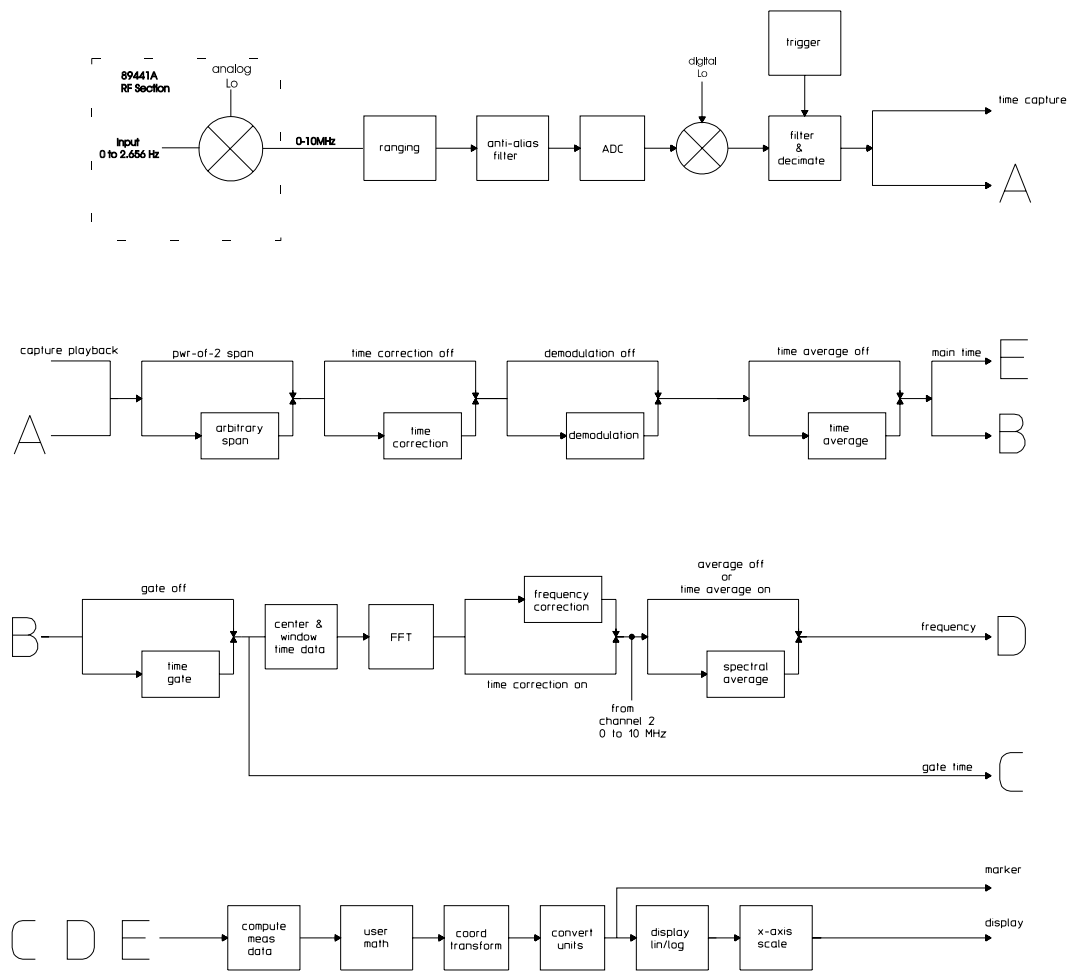 trigger
89441A
RF Section
analog
Lo
digital
Lo
Input
0 to 2.656 Hz
0-10MHz
ranging
anti-alias
filter
ADC
filter
&
decimate
time capture
A
capture playback
pwr-of-2 span
time correction off
demodulation off
time average off
main time
E
A
arbitrary
span
time
correction
demodulation
time
average
B
gate off
frequency
correction
average off
or
time average on
B
time
gate
center &
window
time data
FFT
time correction on
from
channel 2
0 to 10 MHz
spectral
average
frequency
D
gate time
C
marker
C D E
compute
meas
data
user
math
coord
transform
convert
units
display
lin/log
x-axis
scale
display